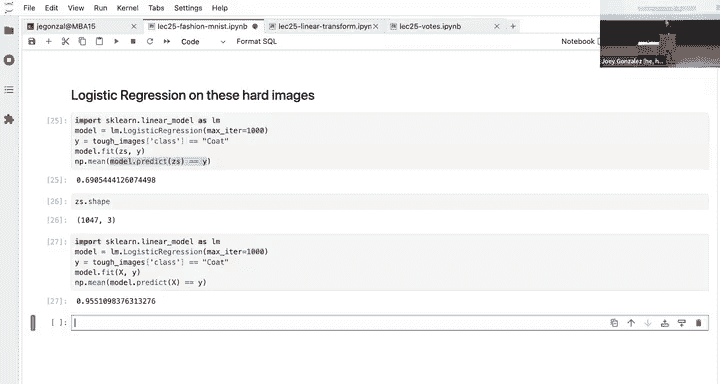 File Edit View Run Kernel Tabs Settings Help
jegonzal@MBA15
lec25-fashion-mnist.ipynb
lec25-linear-transform.ipyn
lec25-votes.ipynb
Code
Format SQL
Notebook
Joey Gonzalez (he, h...
Logistic Regression on these hard images
[25]: import sklearn.linear_model as lm
model = lm.LogisticRegression(max_iter=1000)
y = tough_images['class'] == "Coat"
model.fit(zs, y)
np.mean(model.predict(zs) == y)
[25]: 0.6905444126074498
[26]: zs.shape
[26]: (1047, 3)
[27]: import sklearn.linear_model as lm
model = lm.LogisticRegression(max_iter=1000)
y = tough_images['class'] == "Coat"
model.fit(X, y)
np.mean(model.predict(X) == y)
[27]: 0.9551098376313276
[ ]: